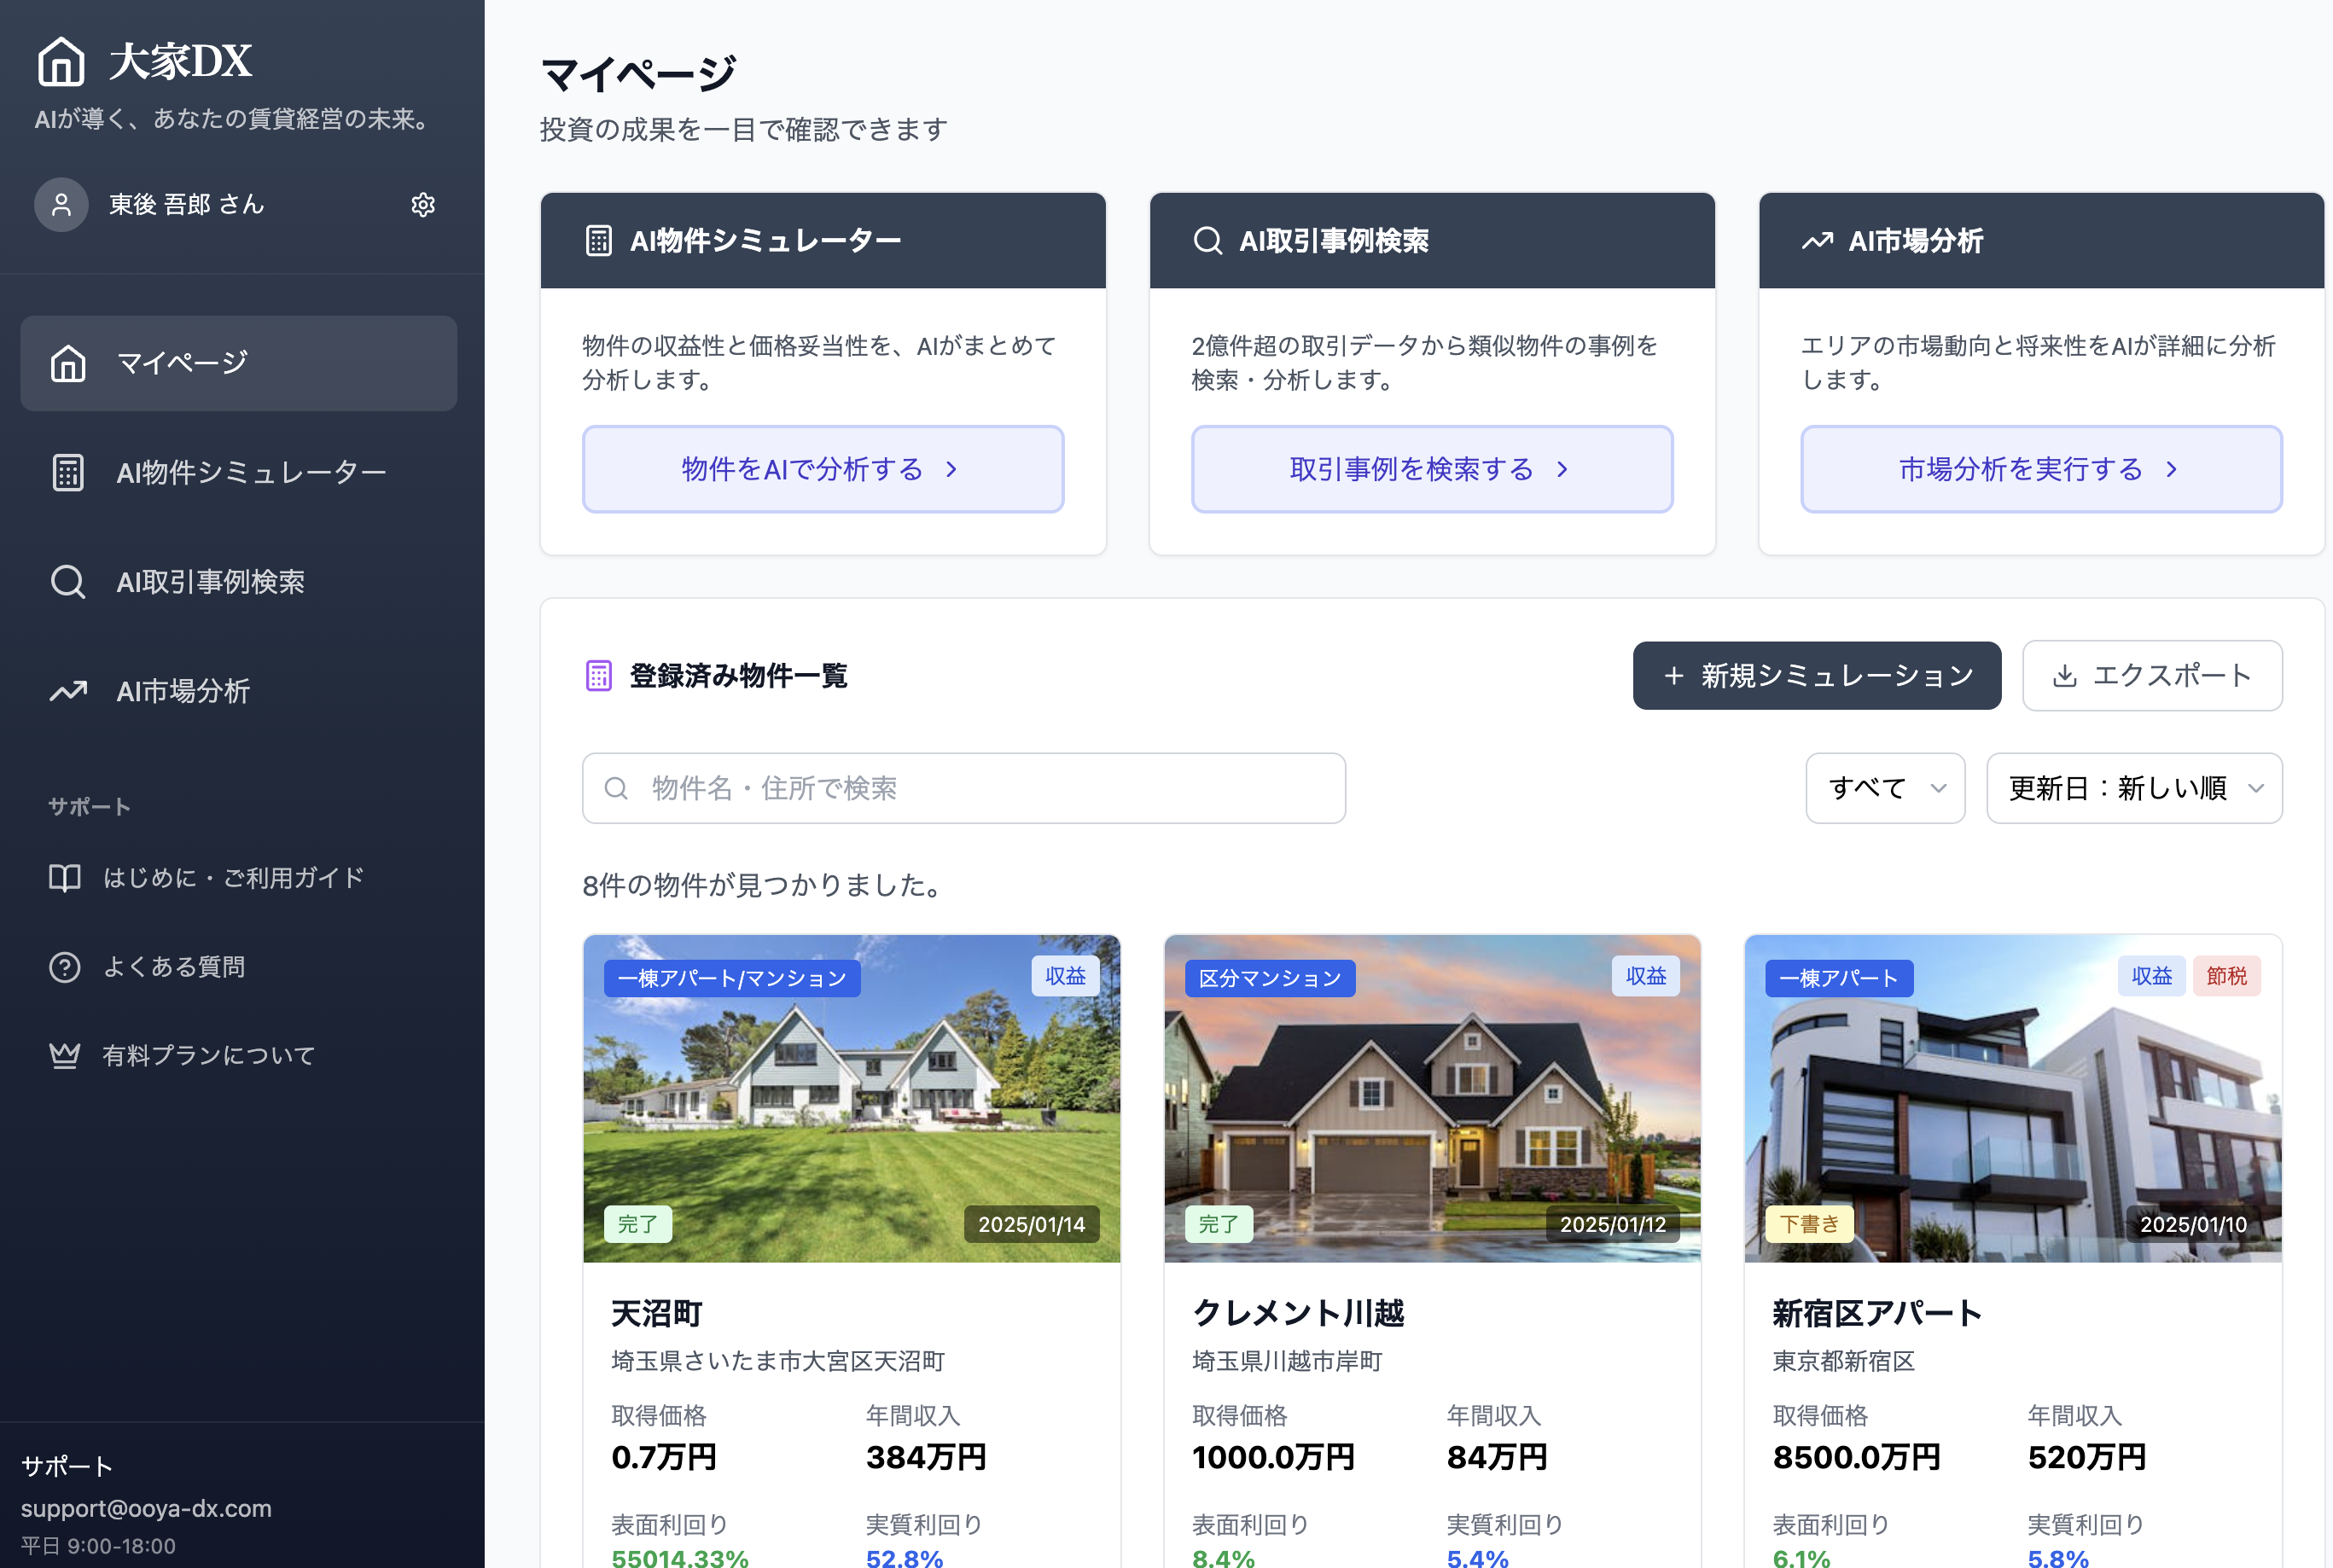 大家DX
AIが導く、あなたの賃貸経営の未来。
東後 吾郎 さん
マイページ
AI物件シミュレーター
AI取引事例検索
AI市場分析
サポート
はじめに・ご利用ガイド
よくある質問
有料プランについて
サポート
support@ooya-dx.com
平日 9:00-18:00
マイページ
投資の成果を一目で確認できます
AI物件シミュレーター
物件の収益性と価格妥当性を、AIがまとめて
分析します。
物件をAIで分析する
AI取引事例検索
2億件超の取引データから類似物件の事例を
検索・分析します。
取引事例を検索する
AI市場分析
エリアの市場動向と将来性をAIが詳細に分析
します。
市場分析を実行する
登録済み物件一覧
新規シミュレーション
エクスポート
物件名・住所で検索
すべて
更新日：新しい順
8件の物件が見つかりました。
一棟アパート/マンション
収益
完了
2025/01/14
天沼町
埼玉県さいたま市大宮区天沼町
取得価格 年間収入
0.7万円 384万円
表面利回り 実質利回り
55014.33% 52.8%
区分マンション
収益
完了
2025/01/12
クレメント川越
埼玉県川越市岸町
取得価格 年間収入
1000.0万円 84万円
表面利回り 実質利回り
8.4% 5.4%
一棟アパート
収益 節税
下書き
2025/01/10
新宿区アパート
東京都新宿区
取得価格 年間収入
8500.0万円 520万円
表面利回り 実質利回り
6.1% 5.8%